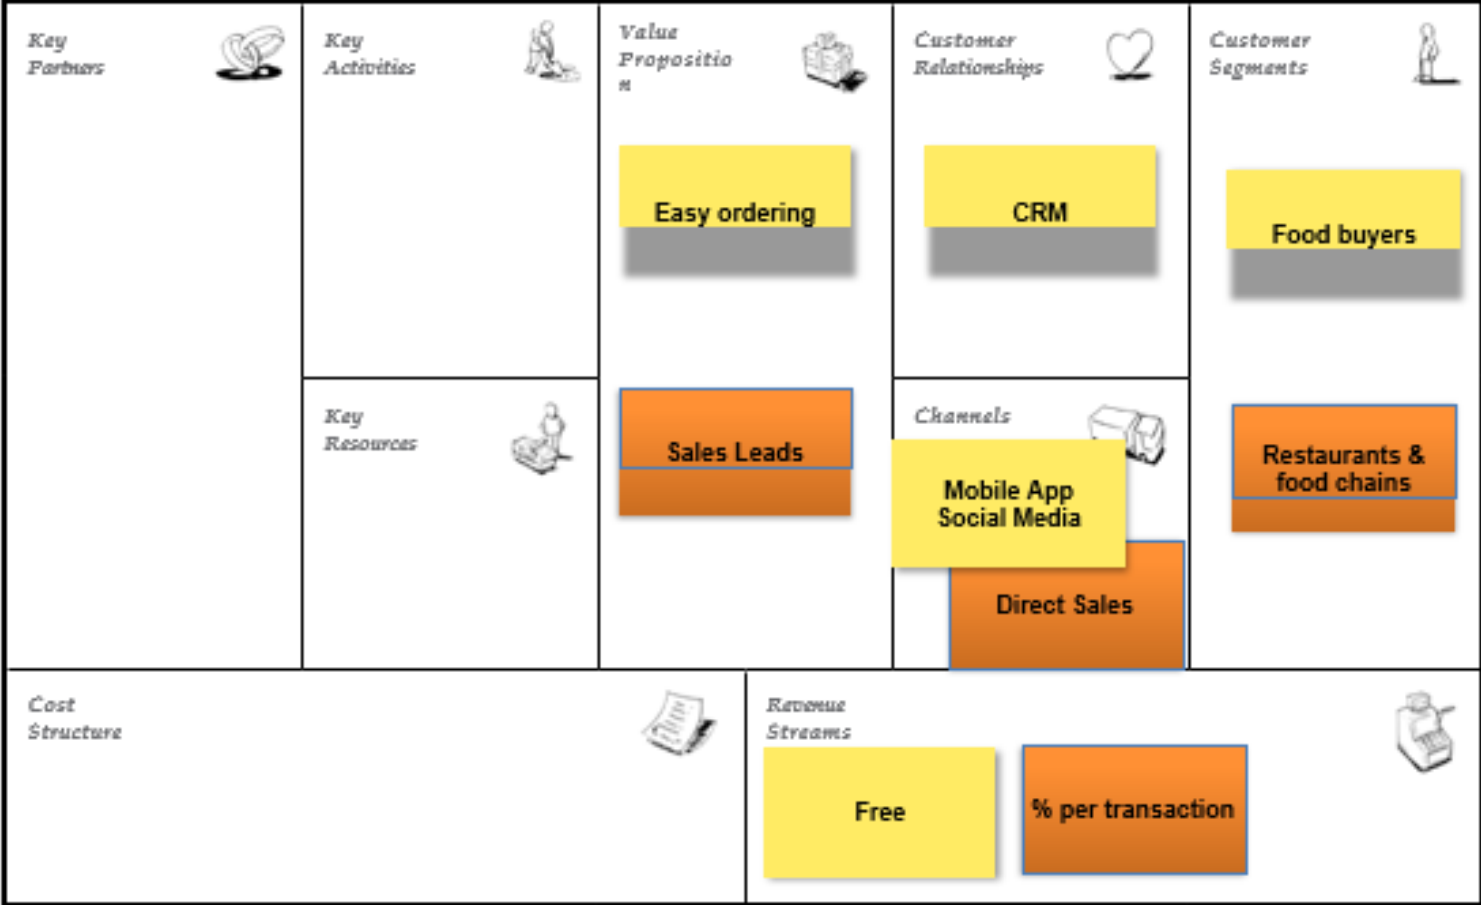 Key
Partners
Key
Activities
Value
Propositio
n
Customer
Relationships
Customer
Segments
Easy ordering
CRM
Food buyers
Key
Resources
Sales Leads
Channels
Mobile App
Social Media
Direct Sales
Restaurants &
food chains
Cost
Structure
Revenue
Streams
Free
% per transaction